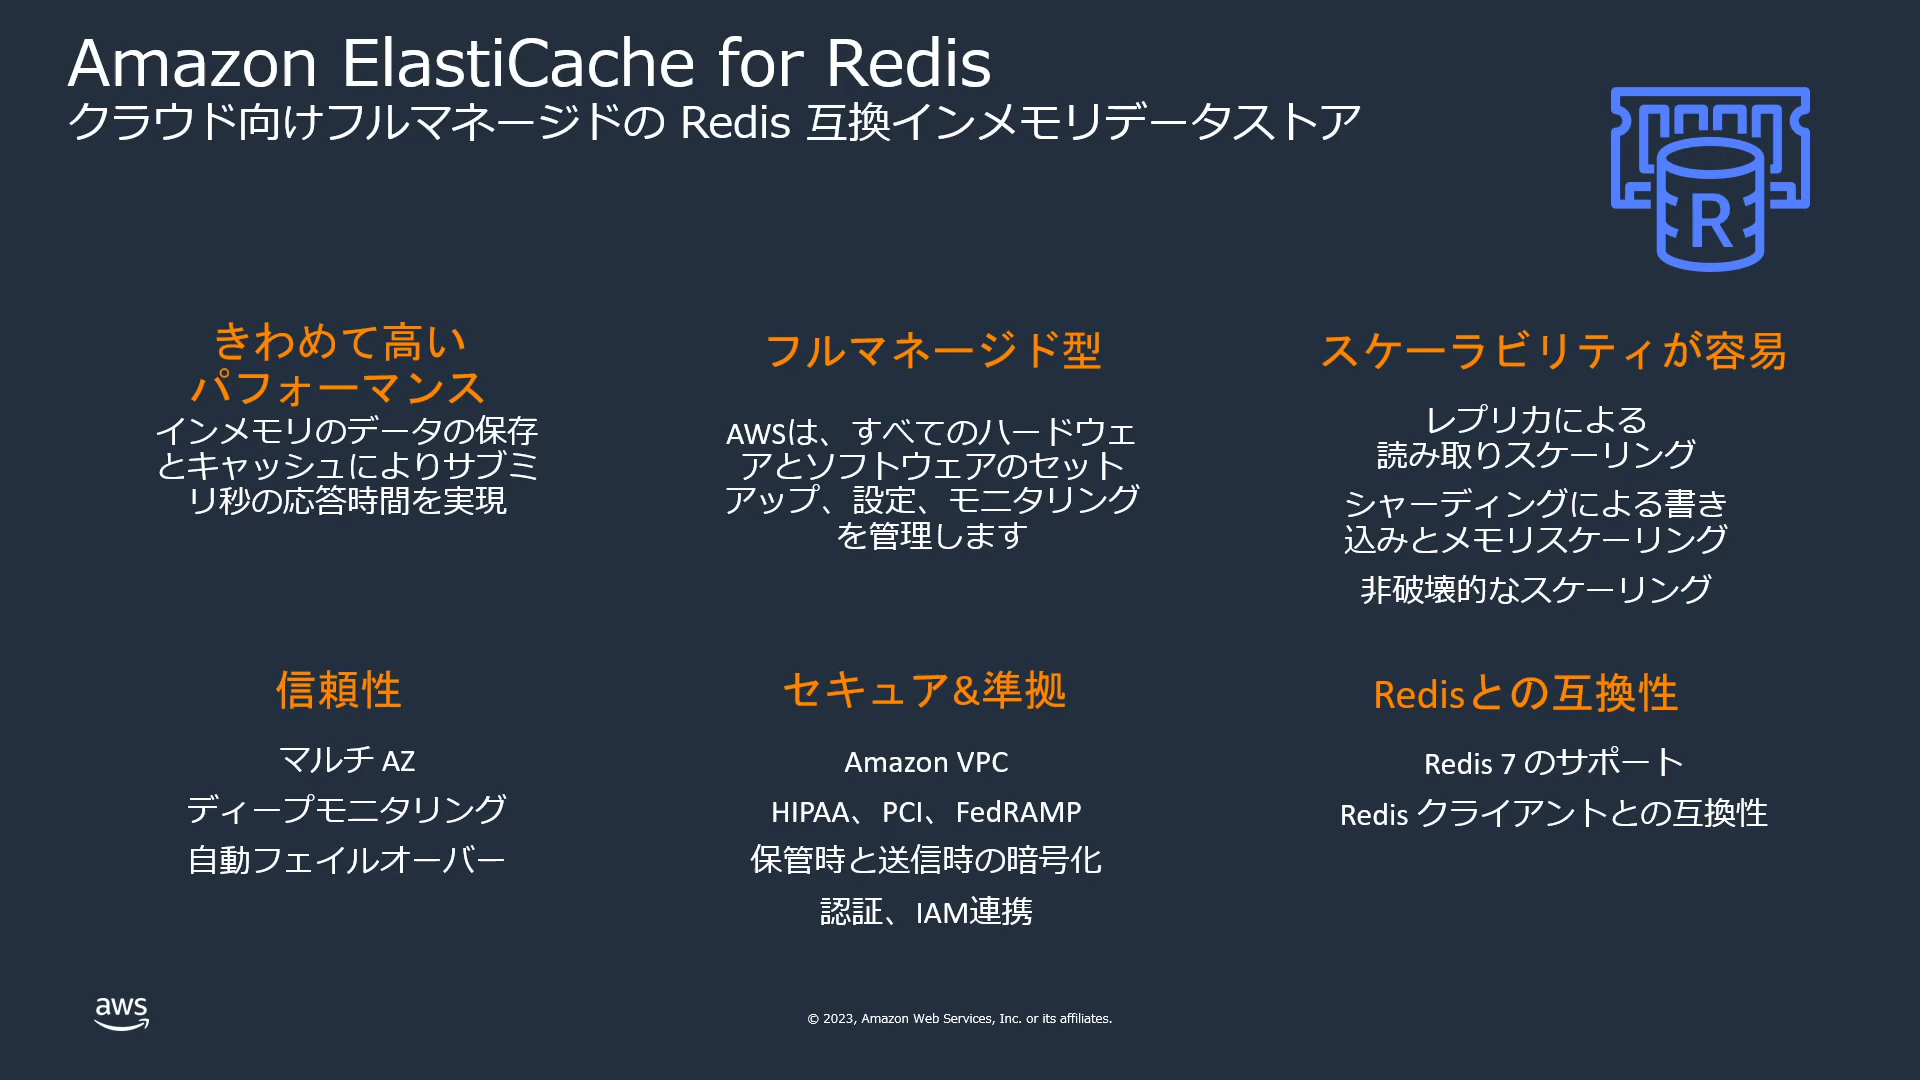 Amazon ElastiCache for Redis
クラウド向けフルマネージドの Redis 互換インメモリデータストア
R
きわめて高い
パフォーマンス
インメモリのデータの保存
とキャッシュによりサブミ
リ秒の応答時間を実現
フルマネージド型
AWSは、すべてのハードウェ
アとソフトウェアのセット
アップ、設定、モニタリング
を管理します
スケーラビリティが容易
レプリカによる
読み取りスケーリング
シャーディングによる書き
込みとメモリスケーリング
非破壊的なスケーリング
信頼性
マルチ AZ
ディープモニタリング
自動フェイルオーバー
セキュア&準拠
Amazon VPC
HIPAA、PCI、FedRAMP
保管時と送信時の暗号化
認証、IAM連携
Redisとの互換性
Redis 7 のサポート
Redis クライアントとの互換性
aws
© 2023, Amazon Web Services, Inc. or its affiliates.